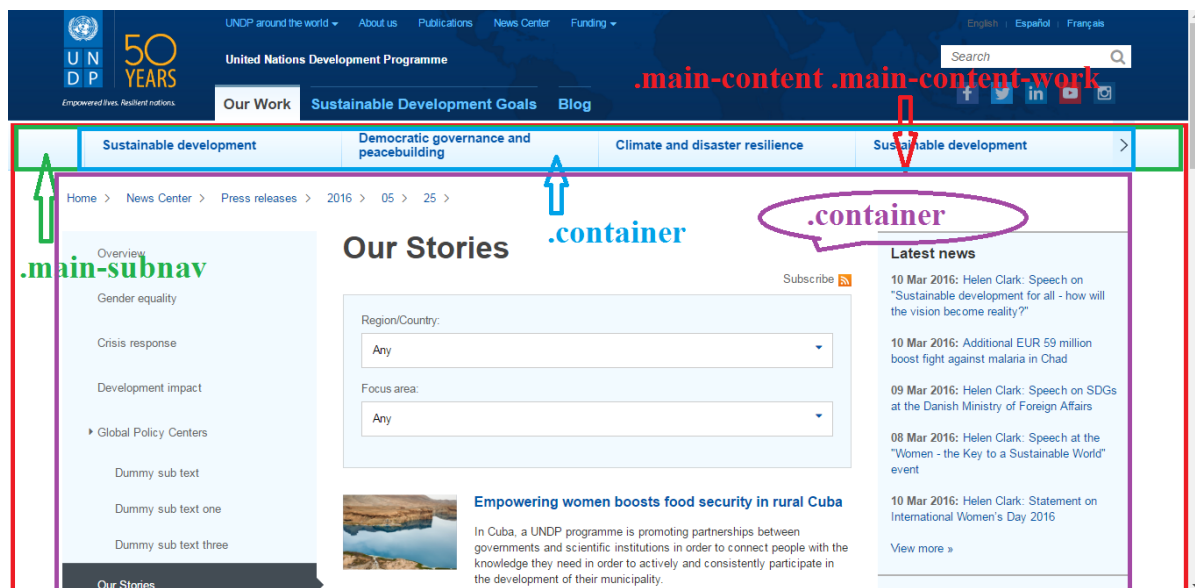 UNDP around the world About us Publications News Center Funding
English | Español | Français
U N
D P
50
YEARS
Empowered lives. Resilient nations.
United Nations Development Programme
Search
.main-content .main-content-work
Our Work Sustainable Development Goals Blog
Sustainable development
Democratic governance and
peacebuilding
Climate and disaster resilience
Sustainable development
>
Home > News Center > Press releases > 2016 > 05 > 25 >
.container
.container
.main-subnav
Overview
Gender equality
Crisis response
Development impact
Global Policy Centers
Dummy sub text
Dummy sub text one
Dummy sub text three
Our Stories
Our Stories
Subscribe
Region/Country:
Any
Focus area:
Any
Empowering women boosts food security in rural Cuba
In Cuba, a UNDP programme is promoting partnerships between
governments and scientific institutions in order to connect people with the
knowledge they need in order to actively and consistently participate in
the development of their municipality.
Latest news
10 Mar 2016: Helen Clark: Speech on
"Sustainable development for all - how will
the vision become reality?"
10 Mar 2016: Additional EUR 59 million
boost fight against malaria in Chad
09 Mar 2016: Helen Clark: Speech on SDGs
at the Danish Ministry of Foreign Affairs
08 Mar 2016: Helen Clark: Speech at the
"Women - the Key to a Sustainable World"
event
10 Mar 2016: Helen Clark: Statement on
International Women's Day 2016
View more »